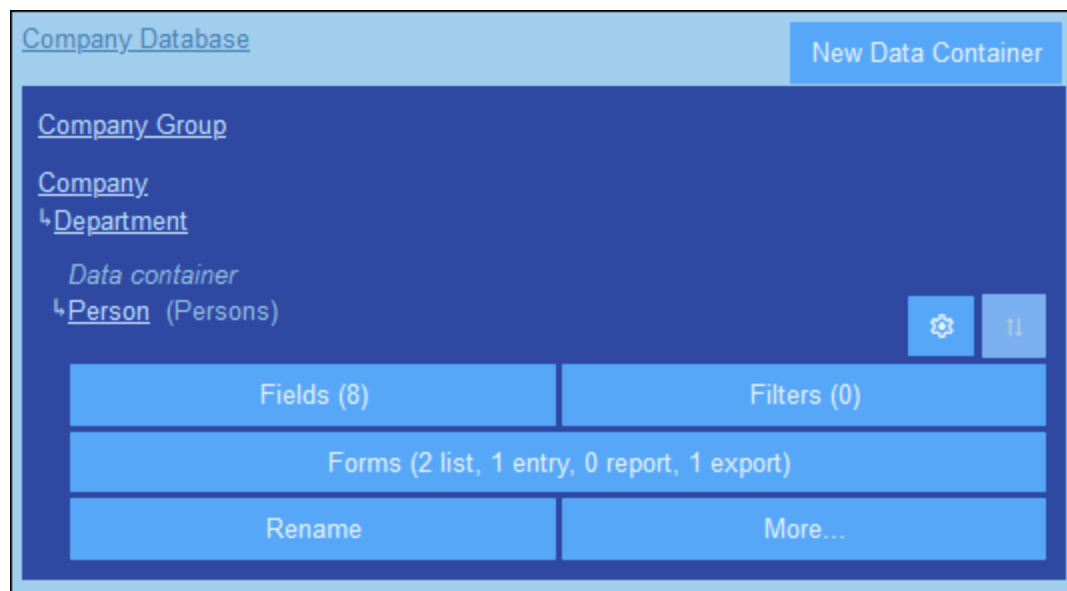 Company Database
New Data Container
Company Group
Company
↳Department
Data container
↳Person (Persons)
Fields (8)
Filters (0)
Forms (2 list, 1 entry, 0 report, 1 export)
Rename
More...